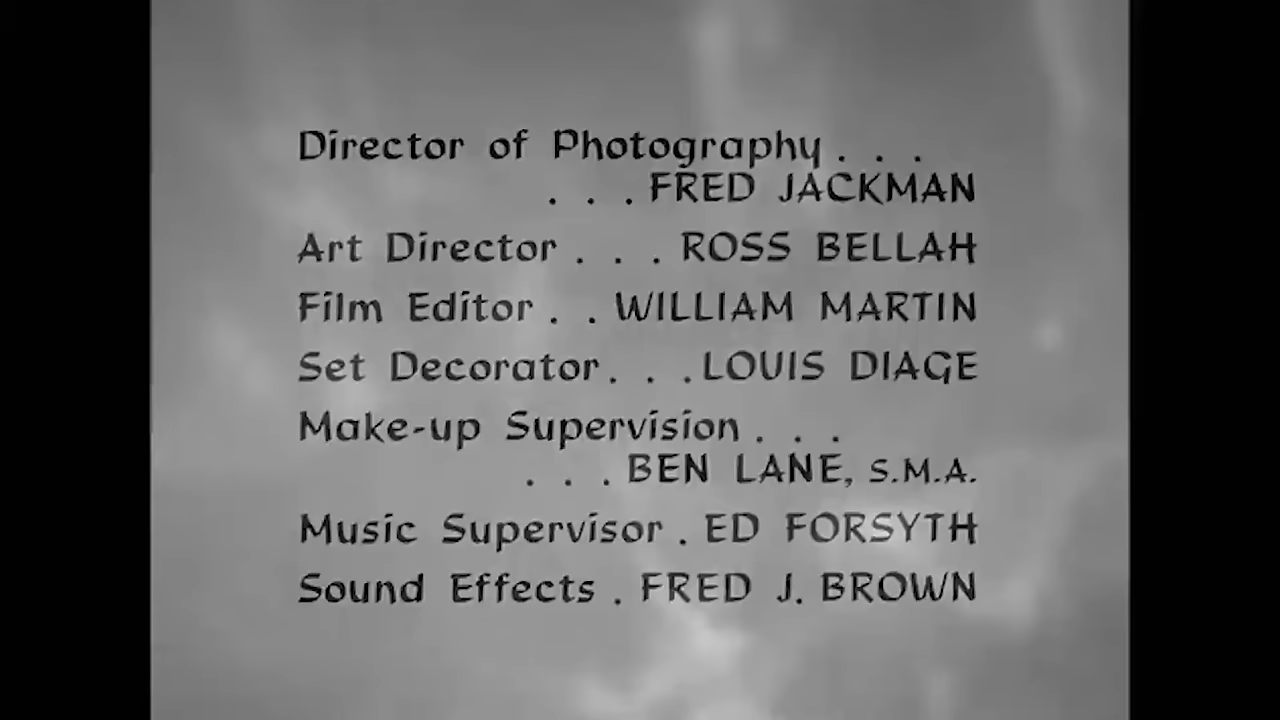 Director of Photography . . .
. . . FRED JACKMAN
Art Director . . . ROSS BELLAH
Film Editor . . WILLIAM MARTIN
Set Decorator . . . LOUIS DIAGE
Make-up Supervision . . .
. . . BEN LANE, S.M.A.
Music Supervisor . ED FORSYTH
Sound Effects . FRED J. BROWN